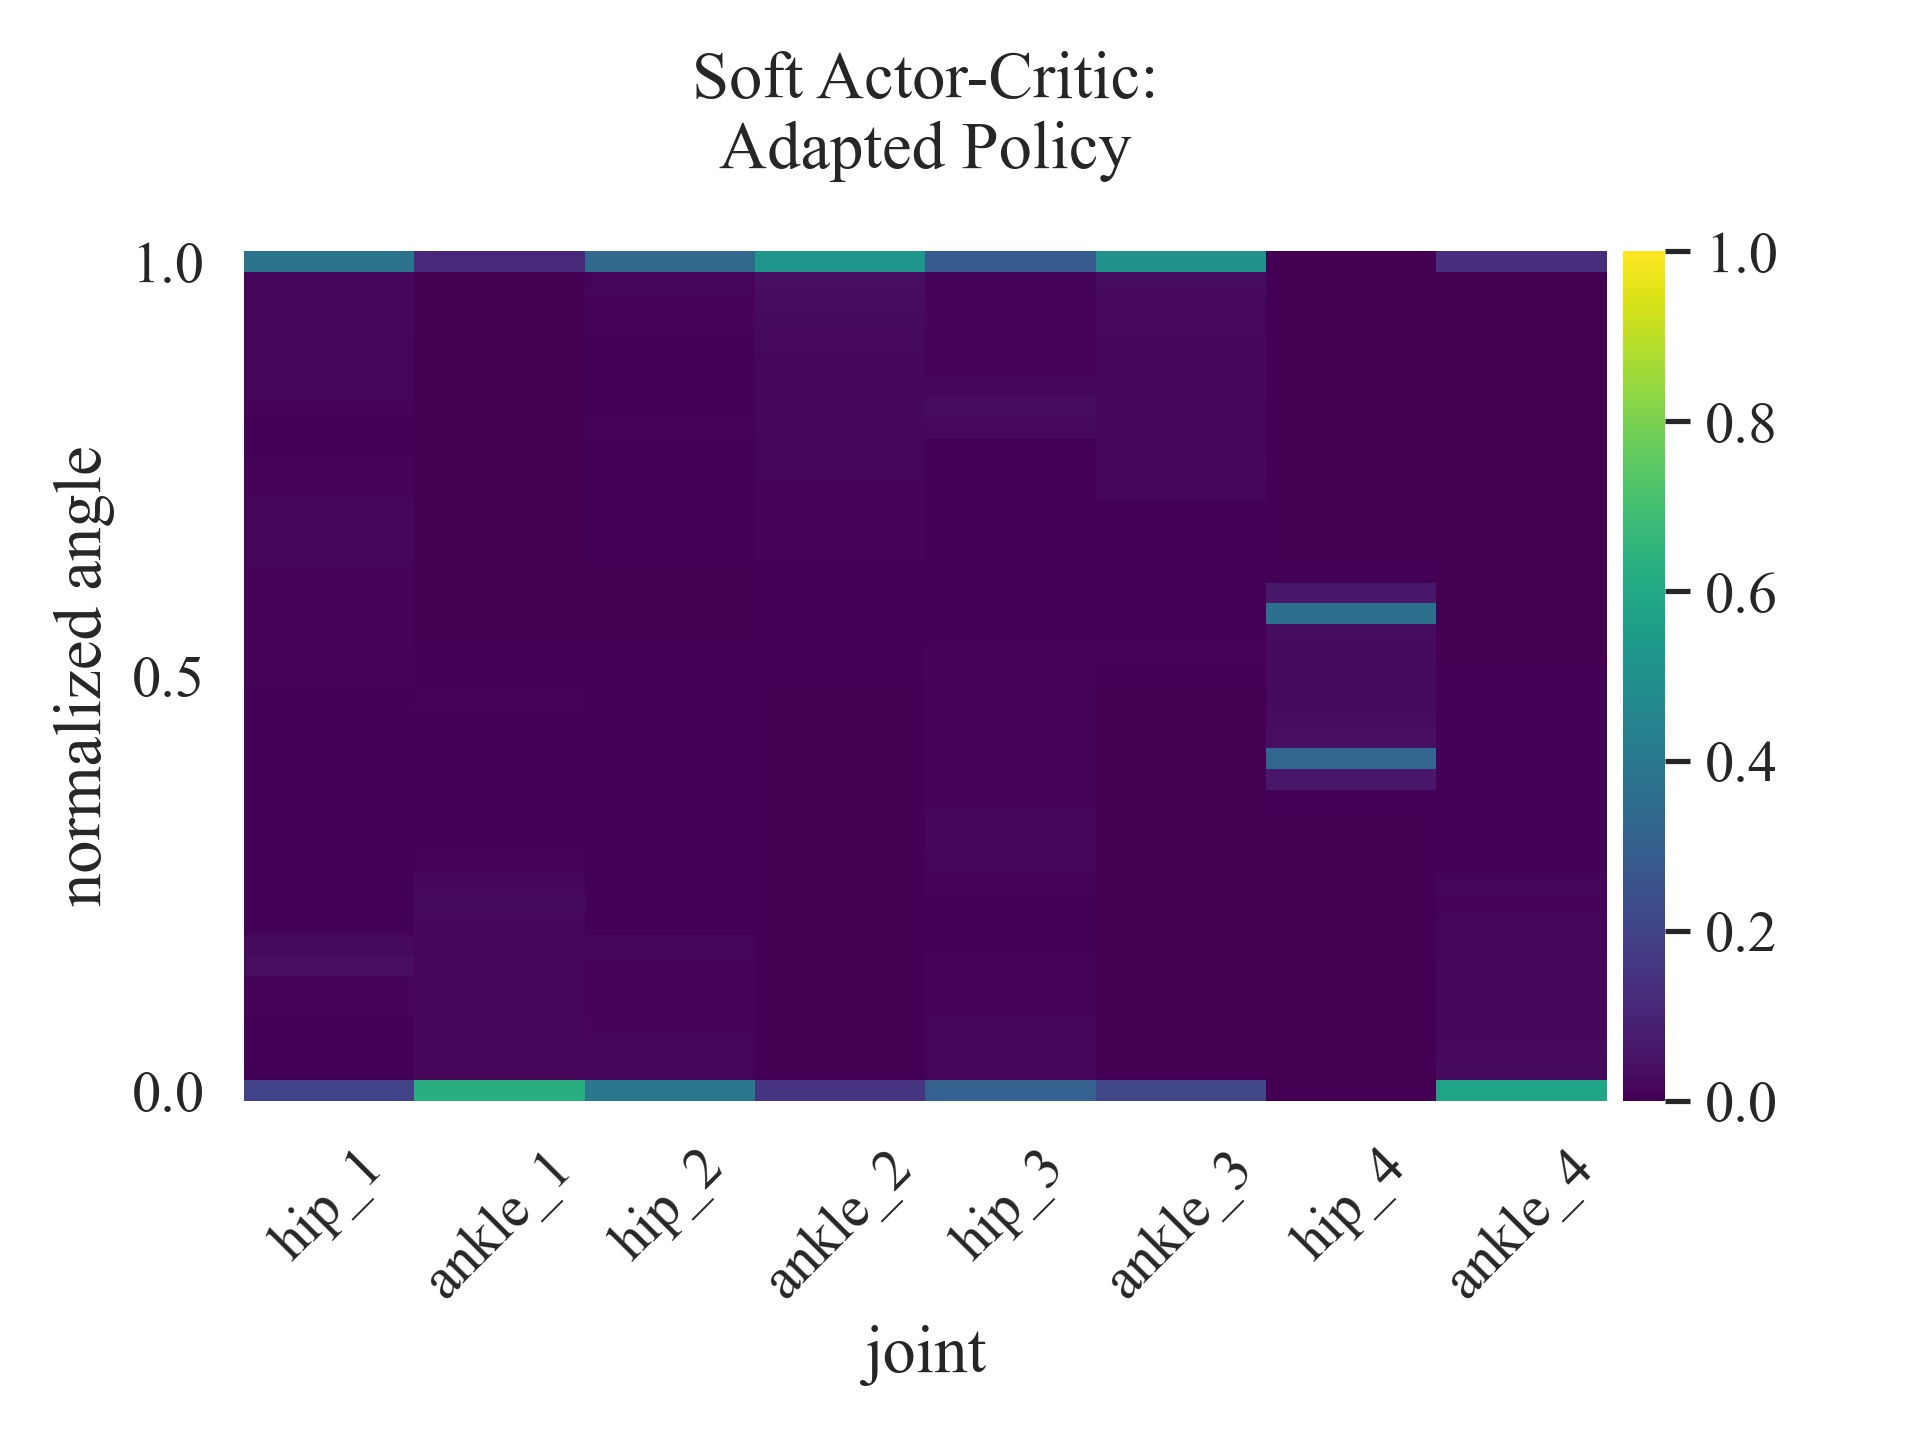 Soft Actor-Critic:
Adapted Policy
1.0
0.5
0.0
normalized angle
hip_1
ankle_1
hip_2
ankle_2
hip_3
ankle_3
hip_4
ankle_4
joint
1.0
0.8
0.6
0.4
0.2
0.0